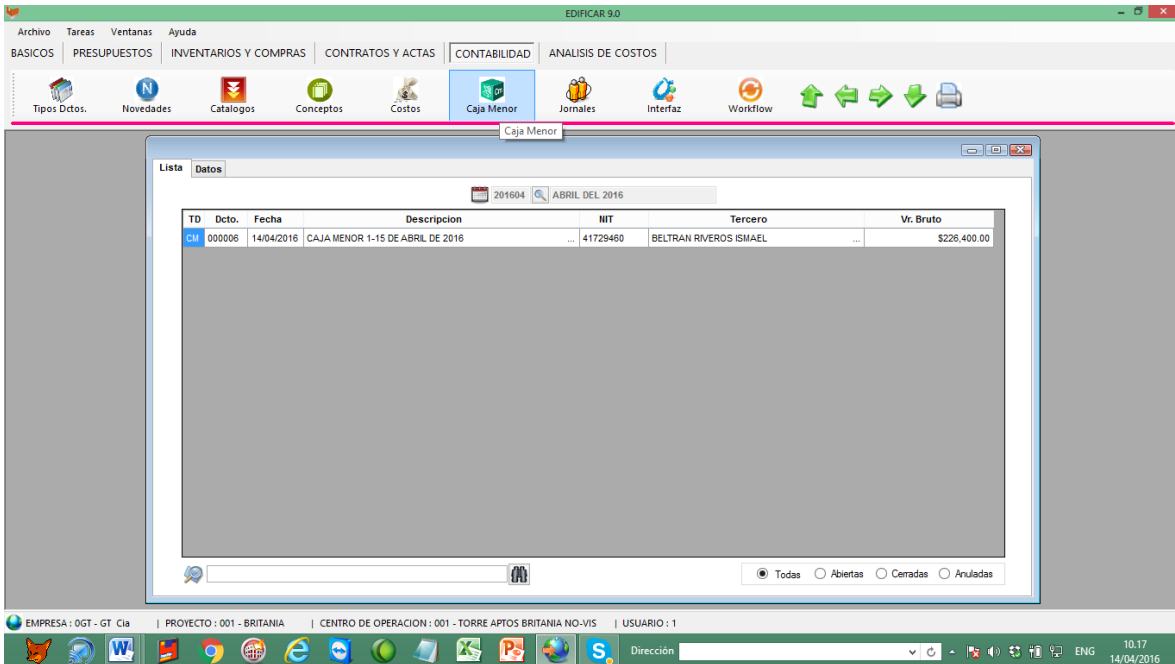 EDIFICAR 9.0
Archivo Tareas Ventanas Ayuda
BASICOS PRESUPUESTOS INVENTARIOS Y COMPRAS CONTRATOS Y ACTAS CONTABILIDAD ANALISIS DE COSTOS
N
Tipos Dctos. Novedades Catalogos Conceptos Costos Caja Menor Jornales Interfaz Workflow
Caja Menor
Lista Datos
201604 ABRIL DEL 2016
TD Dcto. Fecha Descripcion NIT Tercero Vr. Bruto
CM 000006 14/04/2016 CAJA MENOR 1-15 DE ABRIL DE 2016 ... 41729460 BELTRAN RIVEROS ISMAEL ... $226,400.00
Todas Abiertas Cerradas Anuladas
EMPRESA : 0GT - GT Cia | PROYECTO : 001 - BRITANIA | CENTRO DE OPERACION : 001 - TORRE APTOS BRITANIA NO-VIS | USUARIO : 1
Dirección ENG 10.17
14/04/2016